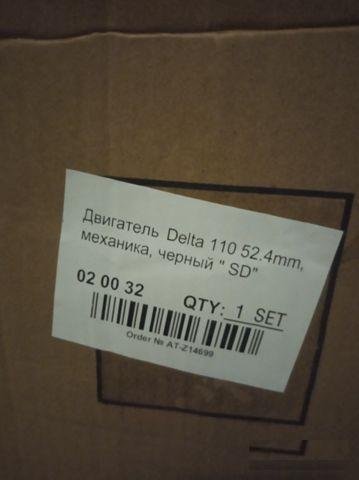 Двигатель Delta 110 52.4mm,
механика, черный " SD"
02 00 32
QTY: 1 SET
Order № AT-Z14699